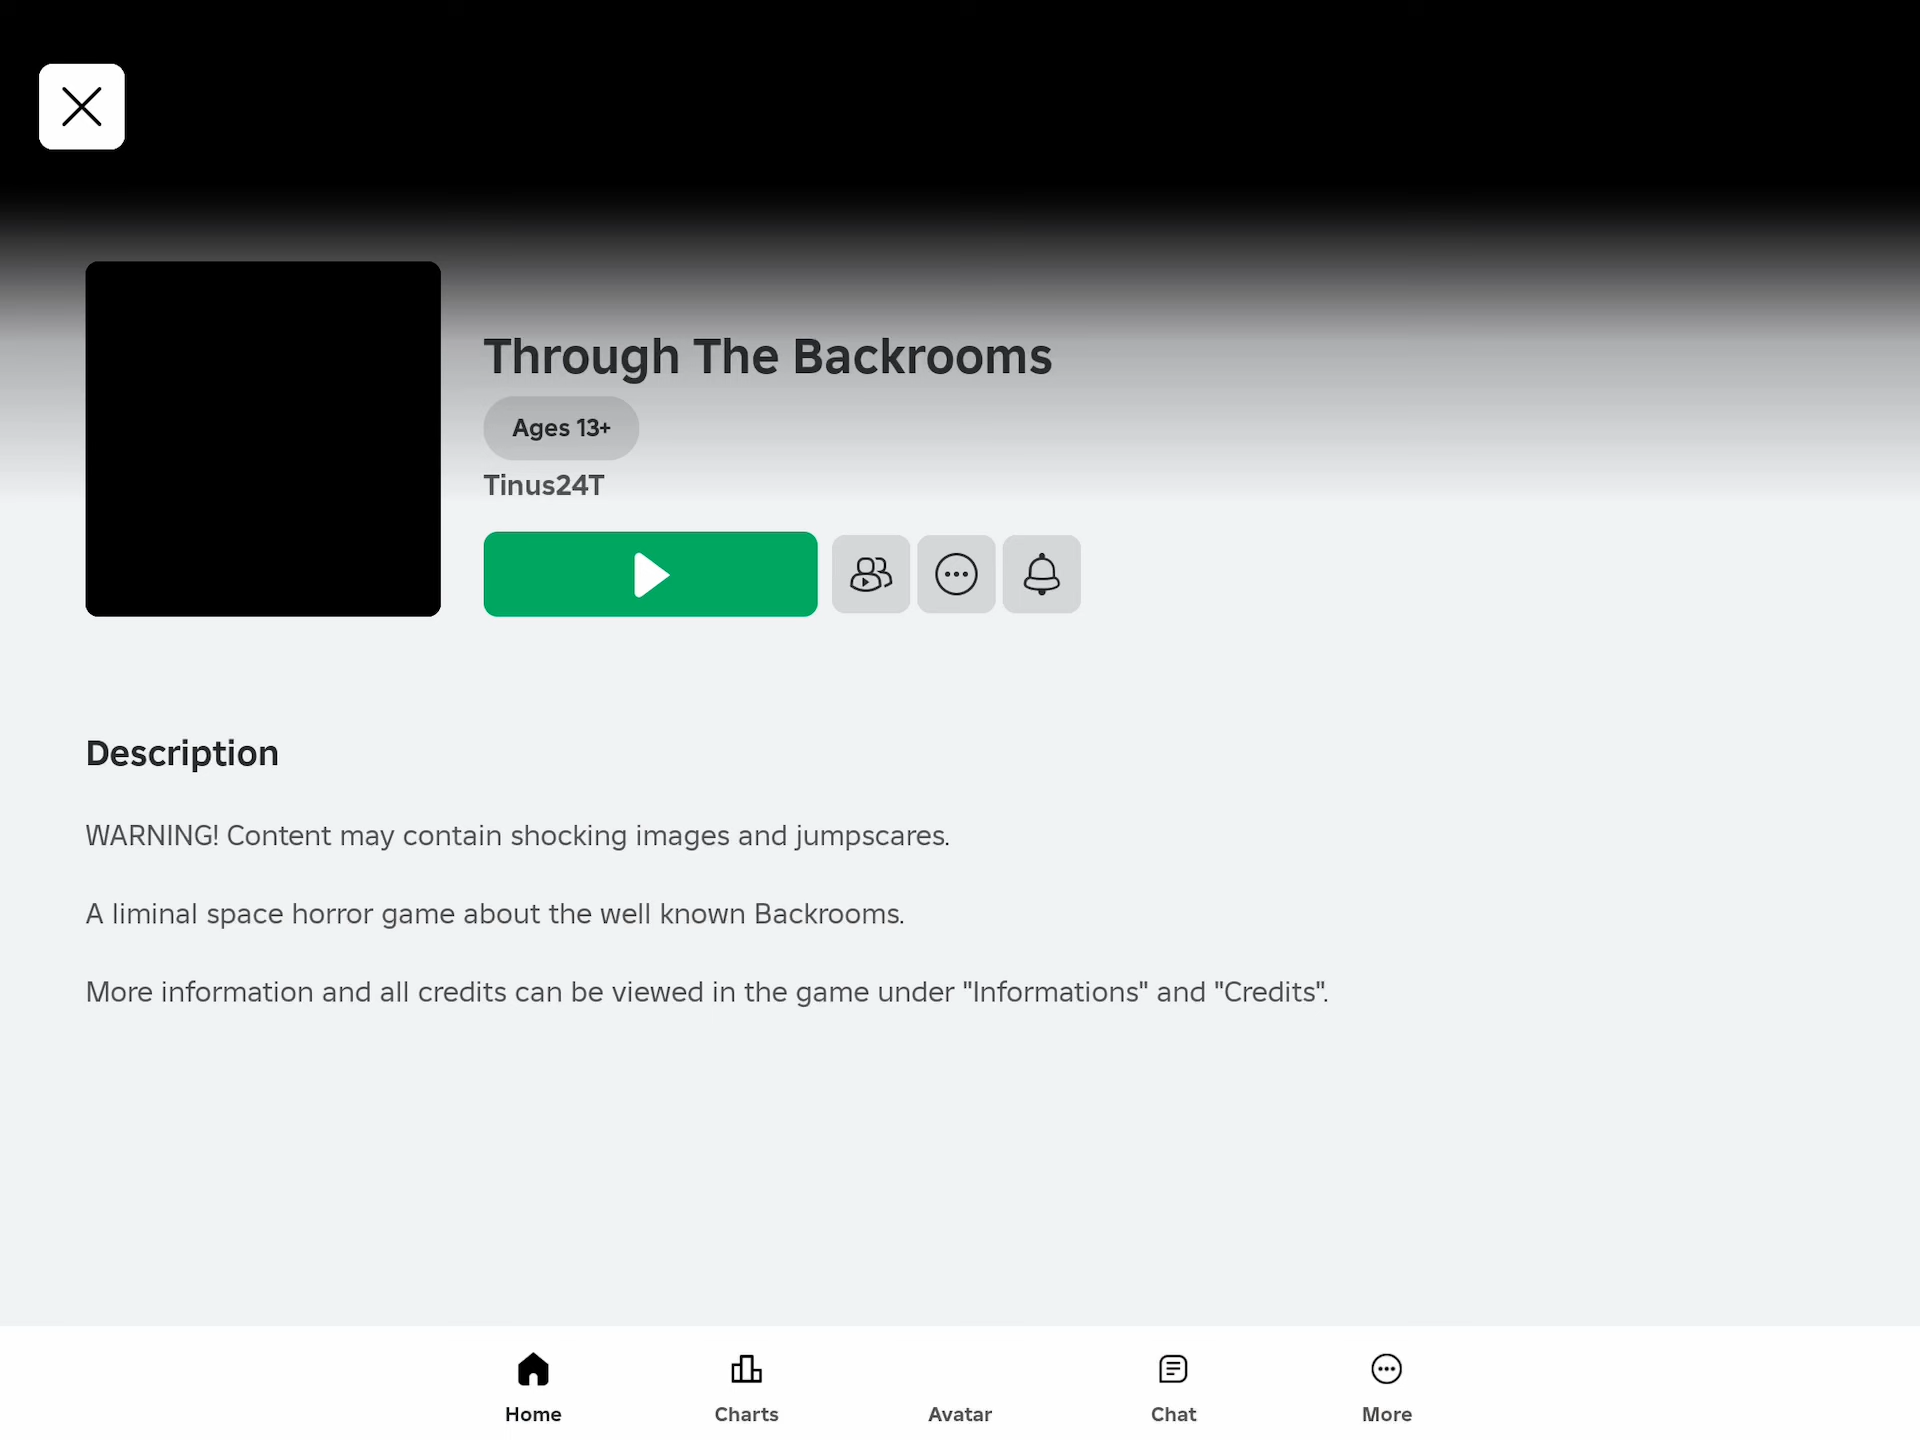 Through The Backrooms
Ages 13+
Tinus24T
Description
WARNING! Content may contain shocking images and jumpscares.
A liminal space horror game about the well known Backrooms.
More information and all credits can be viewed in the game under "Informations" and "Credits".
Home
Charts
Avatar
Chat
More